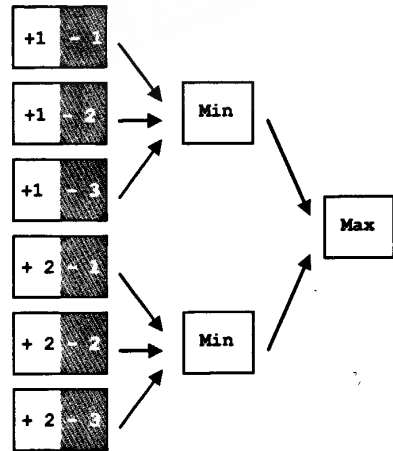 +1 - 1
+1 - 2
Min
+1 - 3
Max
+ 2 - 1
+ 2 - 2
Min
+ 2 - 3